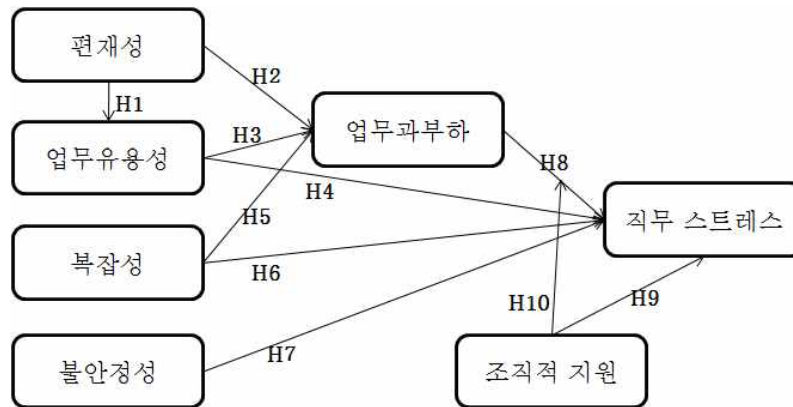 편재성
H1
H2
업무유용성
H3
업무과부하
H4
H8
복잡성
H5
H6
직무 스트레스
불안정성
H7
H10
H9
조직적 지원